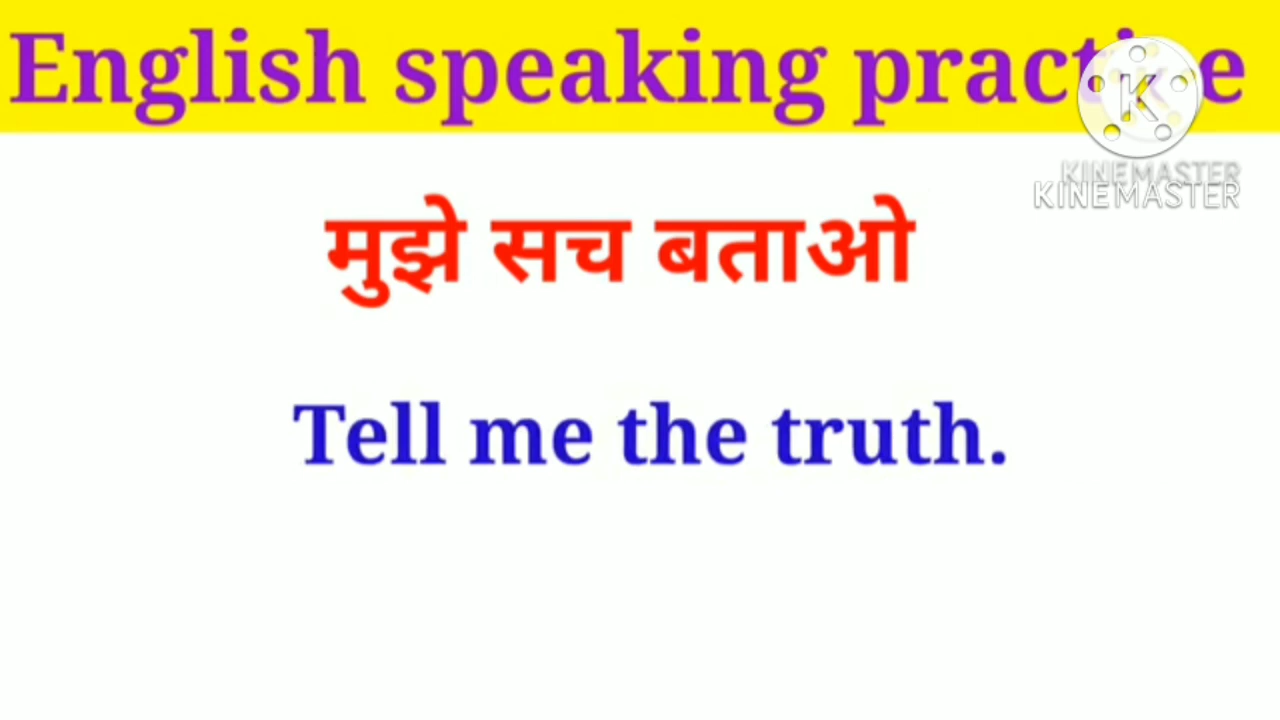 English speaking practice
K
KINEMASTER
KINEMASTER
मुझे सच बताओ
Tell me the truth.